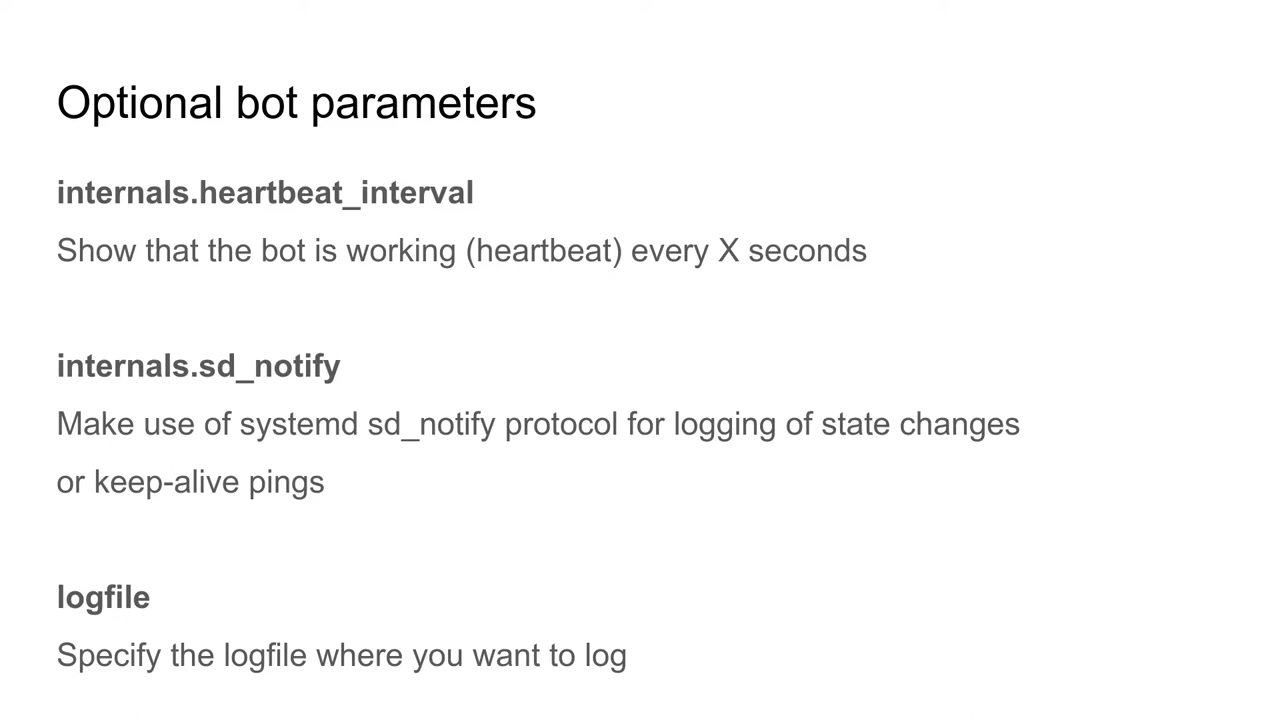 Optional bot parameters
internals.heartbeat_interval
Show that the bot is working (heartbeat) every X seconds
internals.sd_notify
Make use of systemd sd_notify protocol for logging of state changes
or keep-alive pings
logfile
Specify the logfile where you want to log